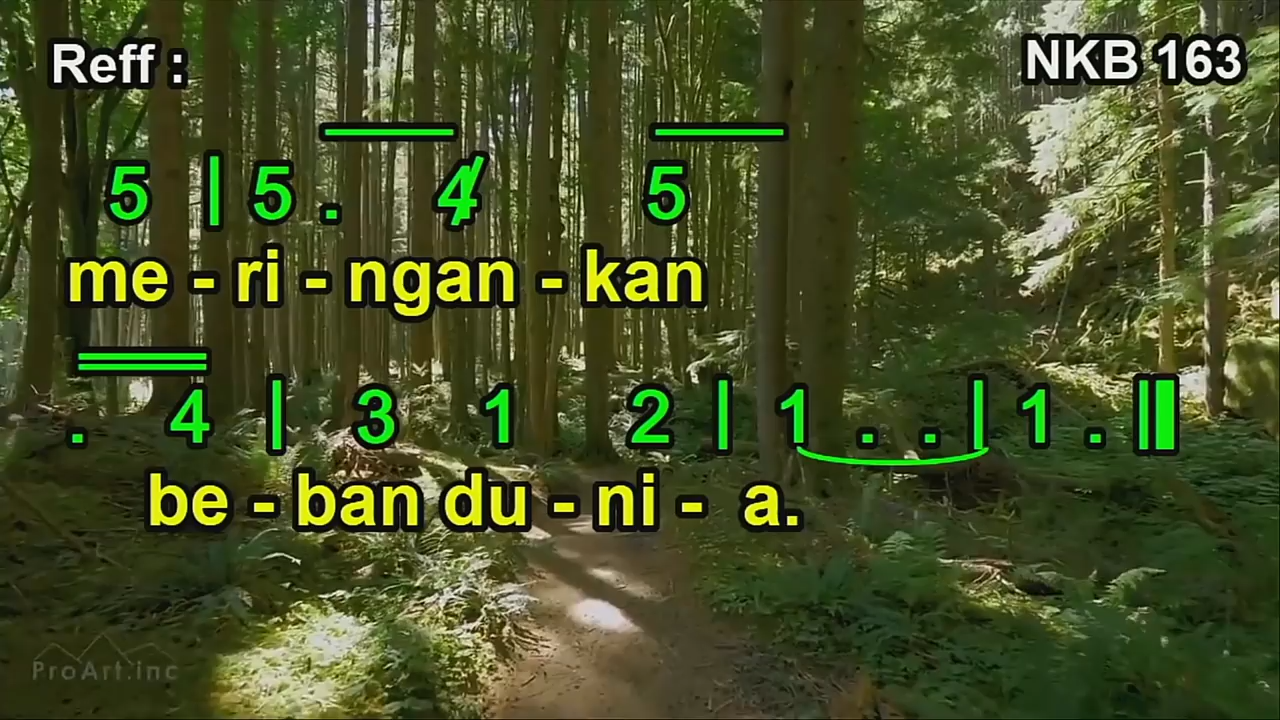 Reff :
NKB 163
5 | 5 . 4̸ 5
me - ri - ngan - kan
. 4 | 3 1 2 | 1 . . | 1 . ||
be - ban du - ni - a.
ProArt.inc